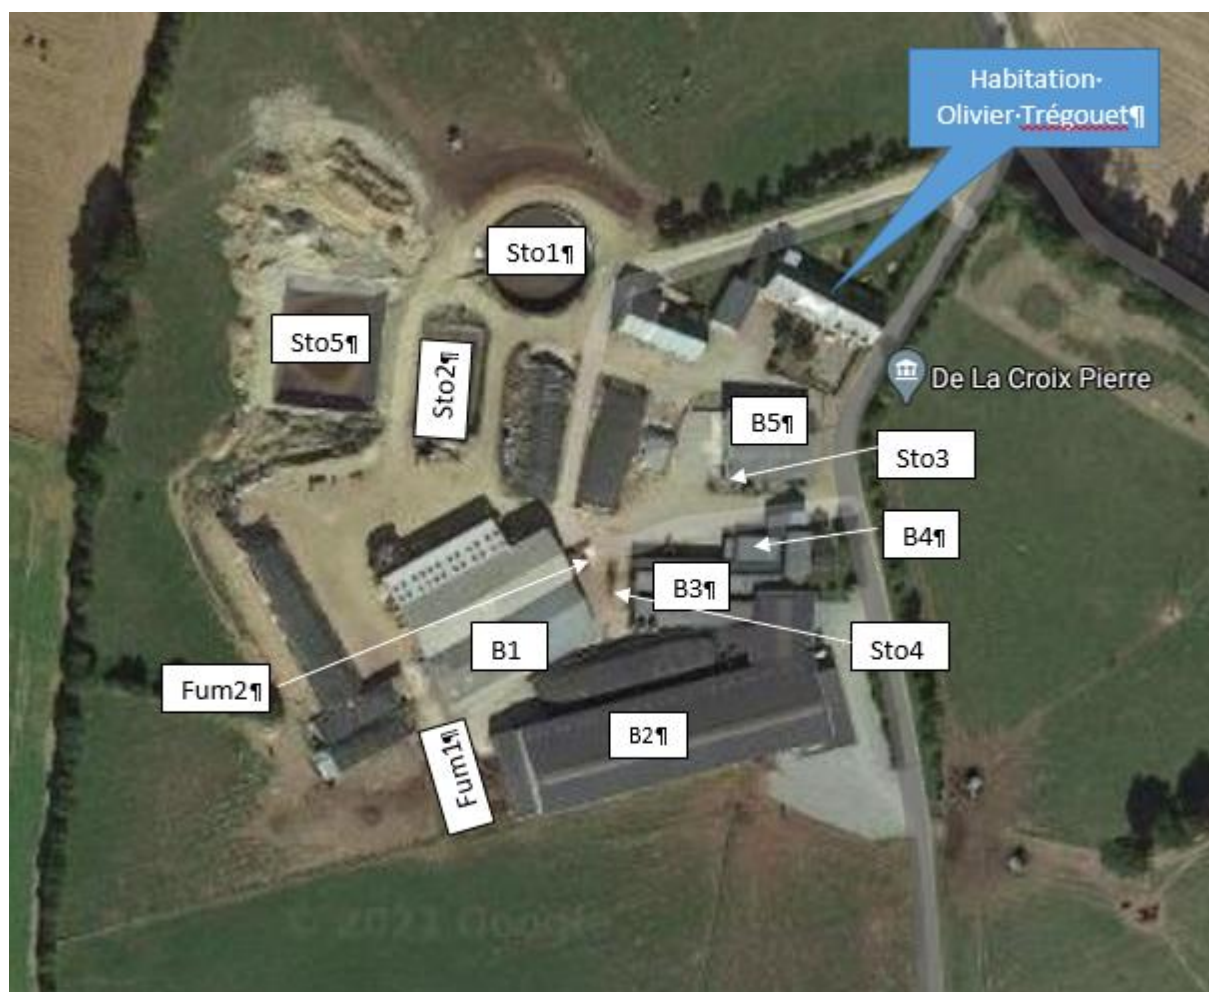 Habitation·
Olivier·Trégouet¶
Sto1¶
Sto5¶
Sto2¶
De La Croix Pierre
B5¶
Sto3
B4¶
B3¶
B1
Sto4
Fum2¶
Fum1¶
B2¶
© 2021 Google